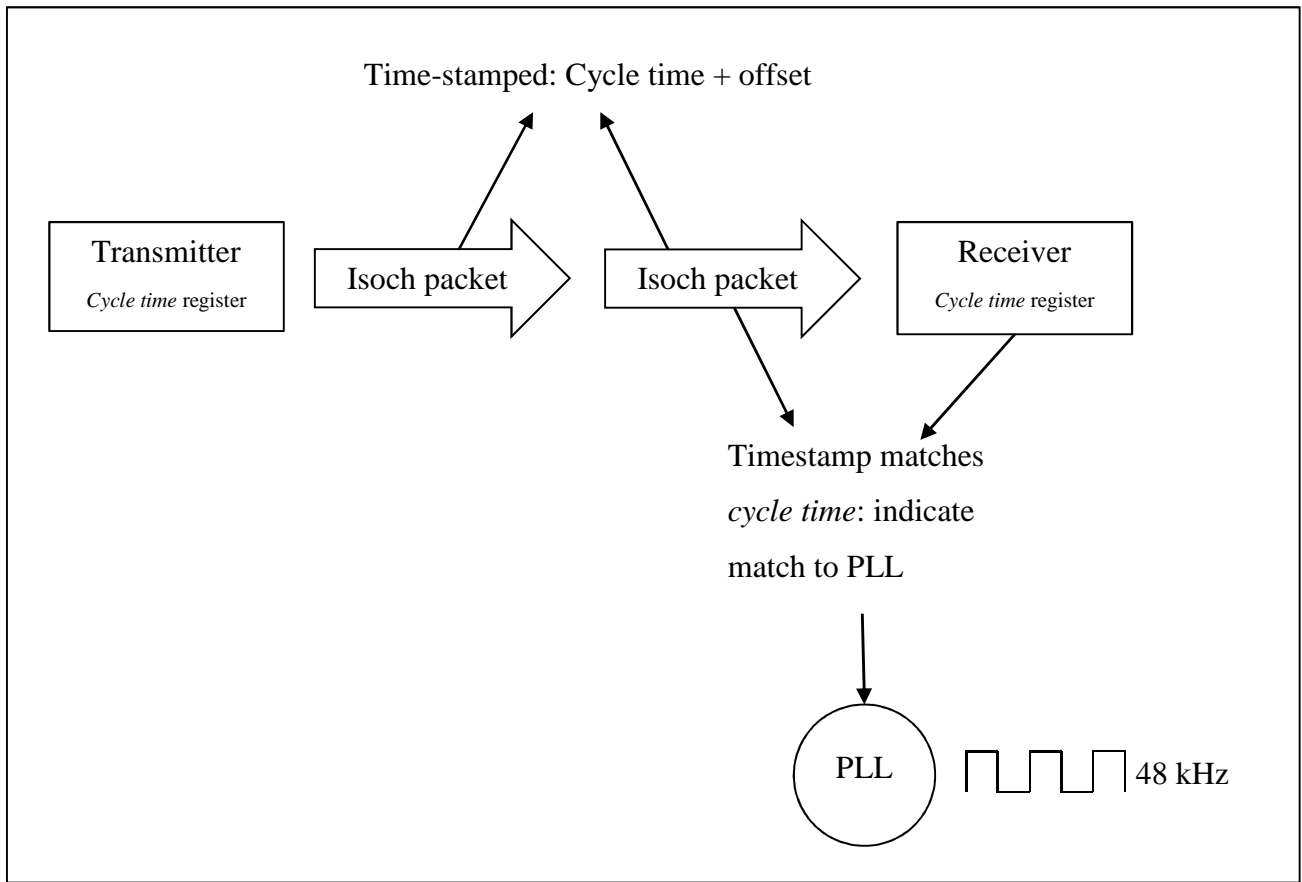 Time-stamped: Cycle time + offset
Transmitter
Cycle time register
Isoch packet
Isoch packet
Receiver
Cycle time register
Timestamp matches
cycle time: indicate
match to PLL
PLL
48 kHz